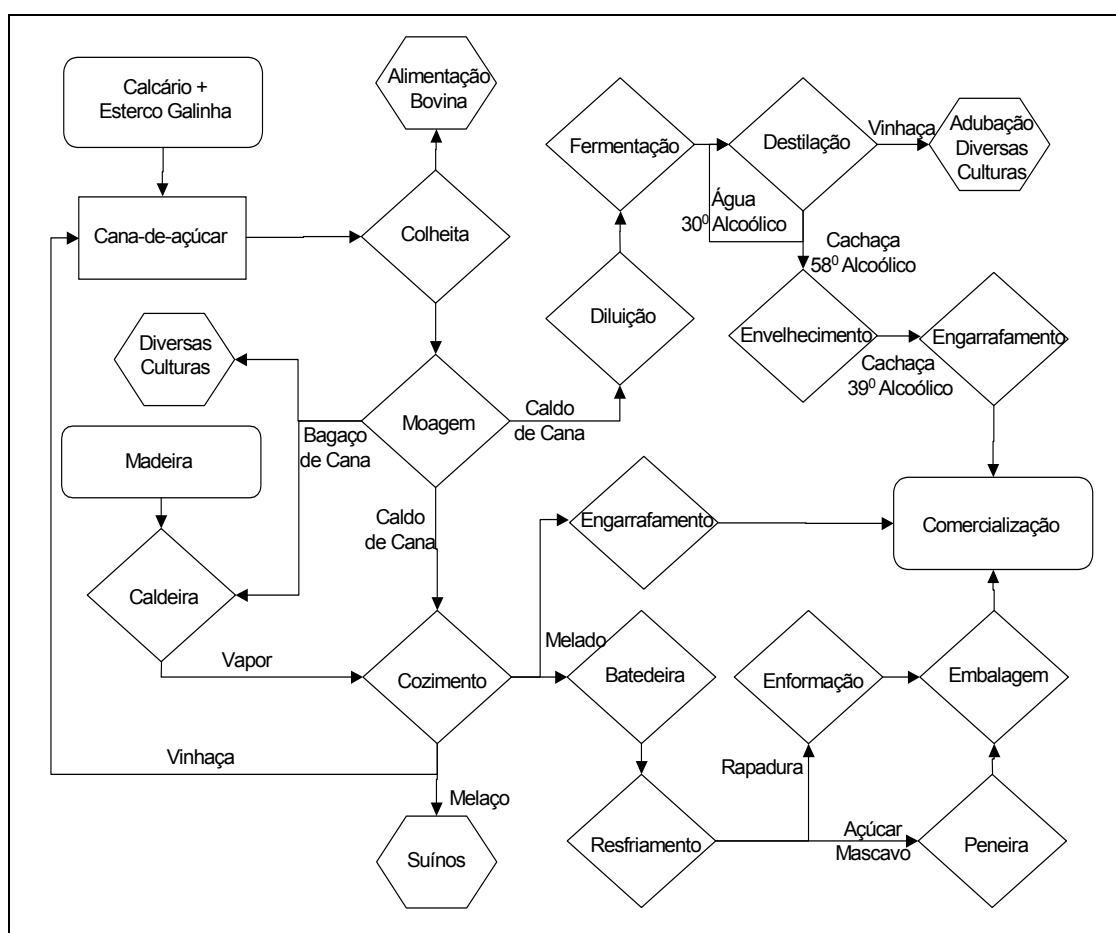 Calcário +
Esterco Galinha
Alimentação
Bovina
Fermentação
Destilação
Vinhaça
Adubação
Diversas
Culturas
Cana-de-açúcar
Colheita
Água
30⁰ Alcoólico
Cachaça
58⁰ Alcoólico
Diluição
Envelhecimento
Engarrafamento
Cachaça
39⁰ Alcoólico
Diversas
Culturas
Moagem
Caldo
de Cana
Bagaço
de Cana
Madeira
Caldo
de Cana
Engarrafamento
Comercialização
Caldeira
Vapor
Cozimento
Melado
Batedeira
Enformação
Embalagem
Vinhaça
Melaço
Rapadura
Suínos
Resfriamento
Açúcar
Mascavo
Peneira